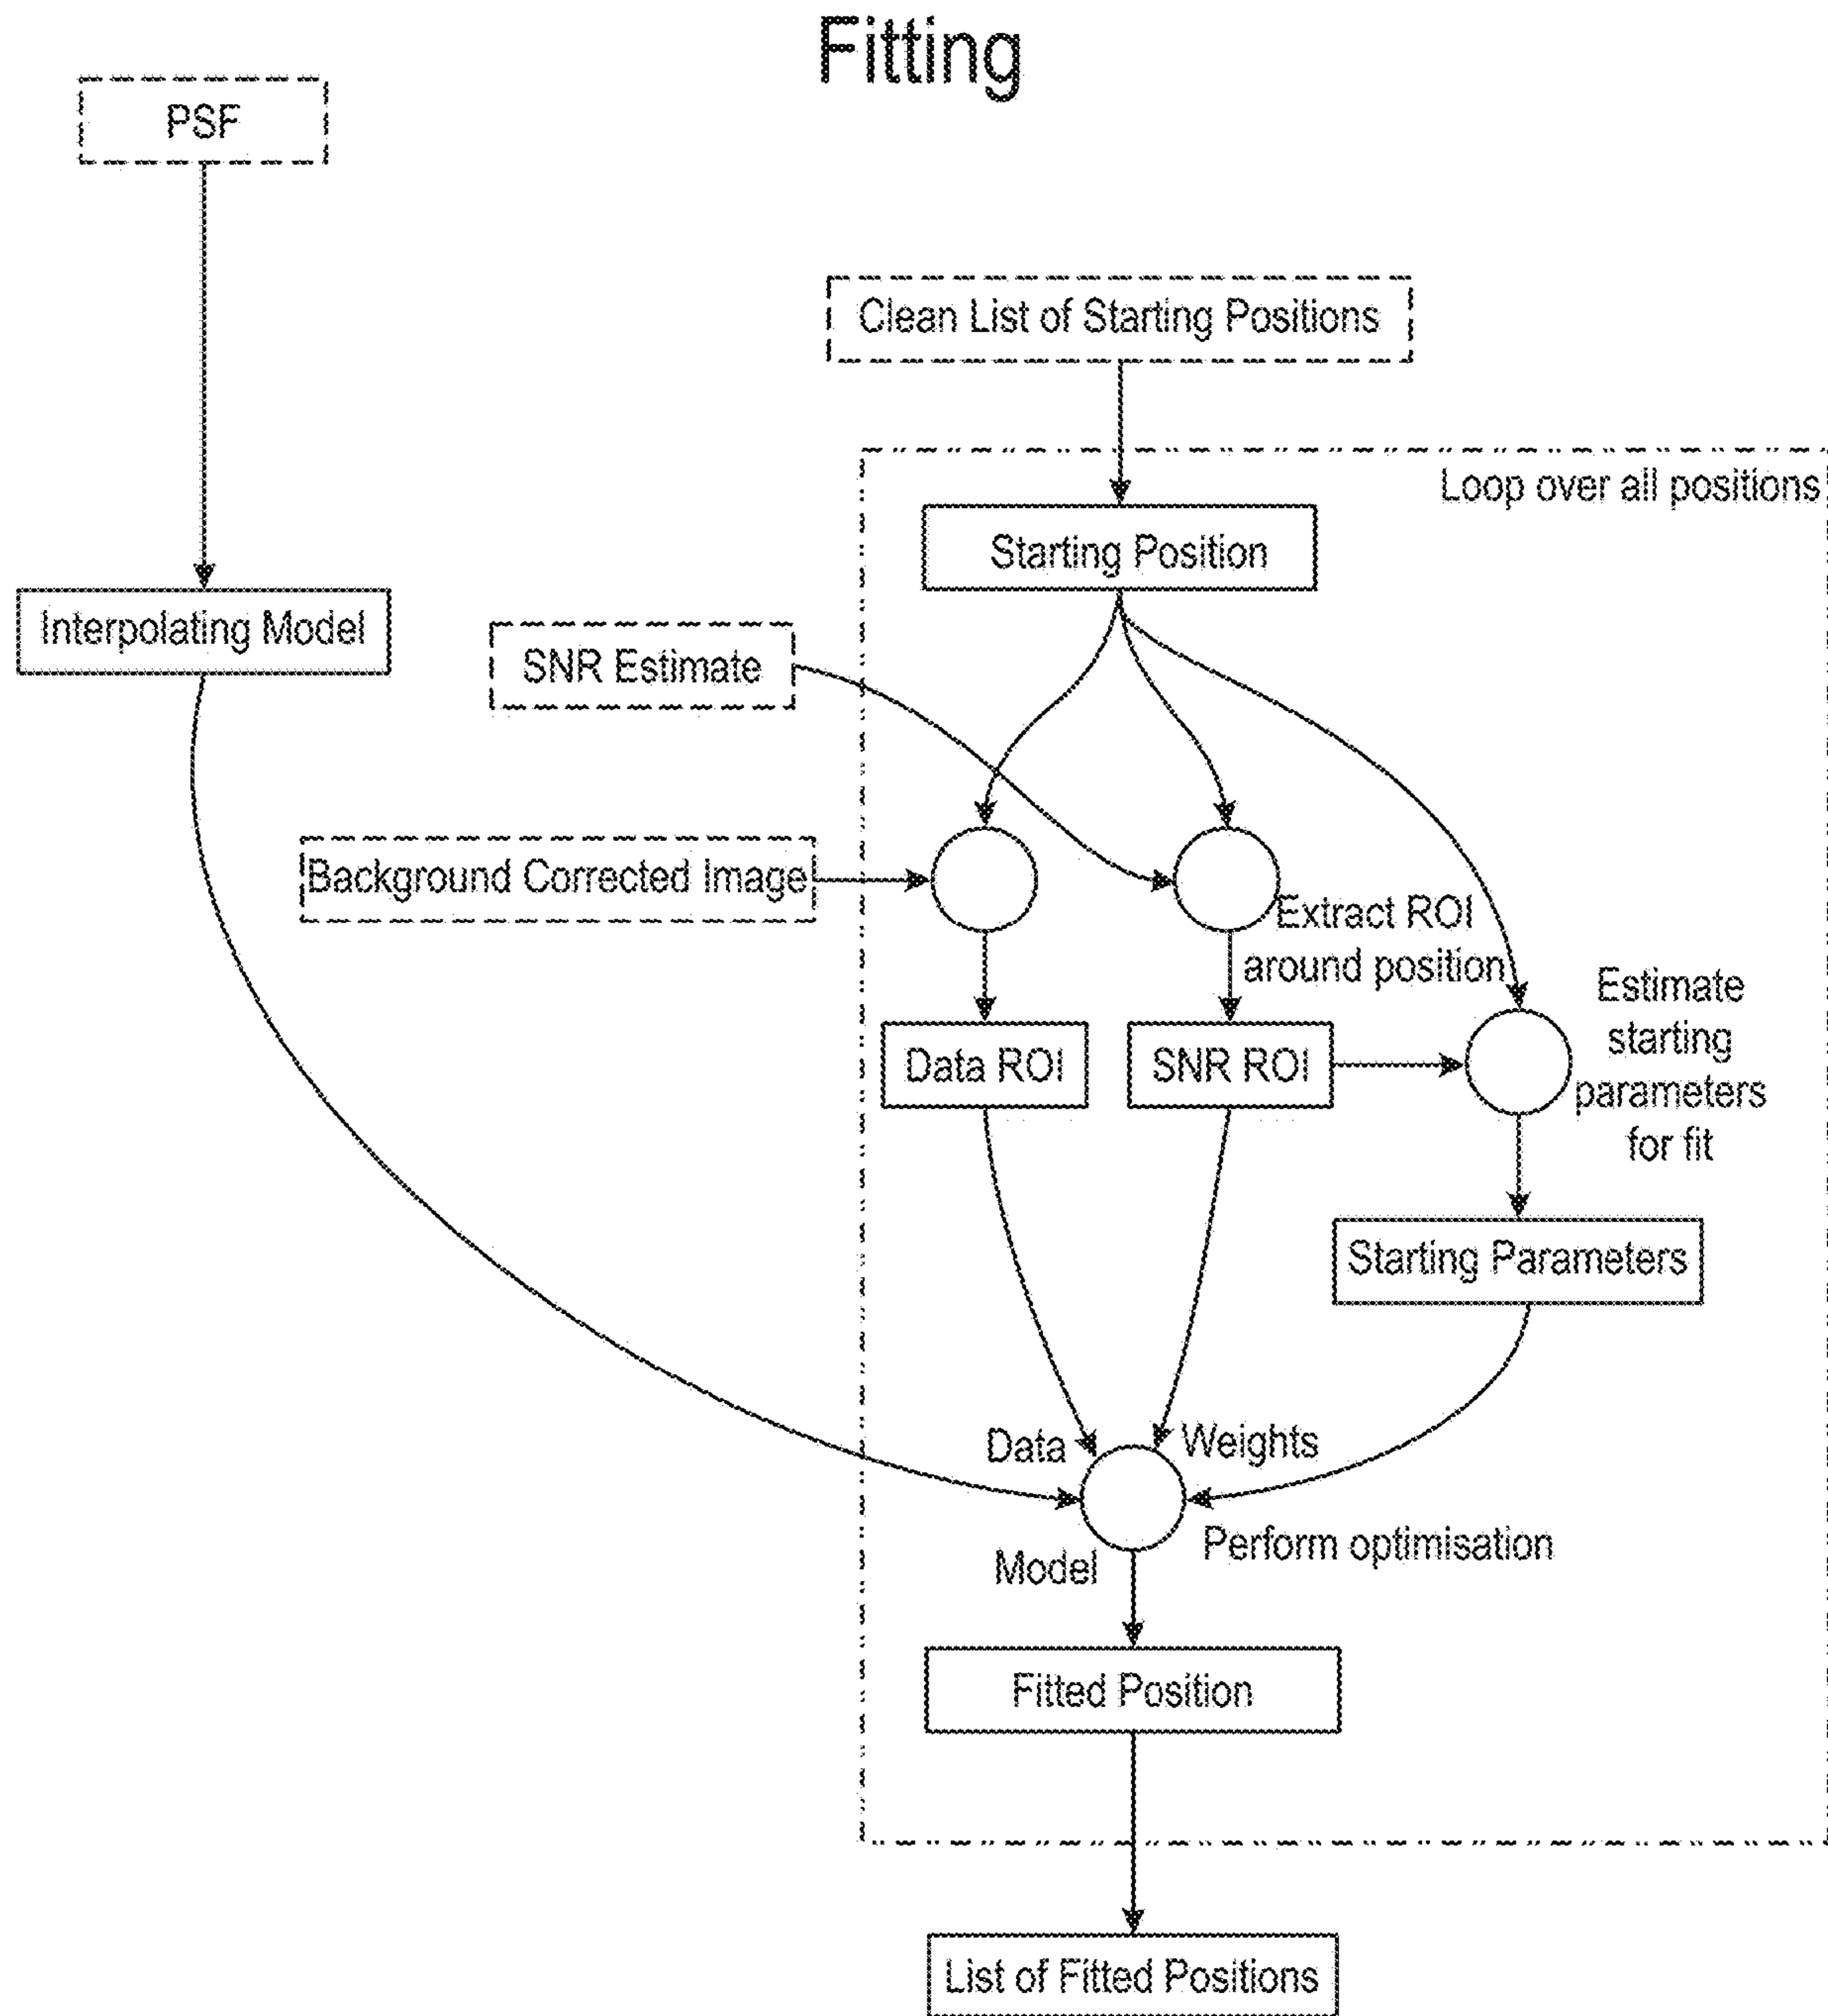 Fitting
PSF
Clean List of Starting Positions
Loop over all positions
Starting Position
Interpolating Model
SNR Estimate
Background Corrected Image
Extract ROI
around position
Estimate
starting
parameters
for fit
Data ROI
SNR ROI
Starting Parameters
Data
Weights
Model
Perform optimisation
Fitted Position
List of Fitted Positions